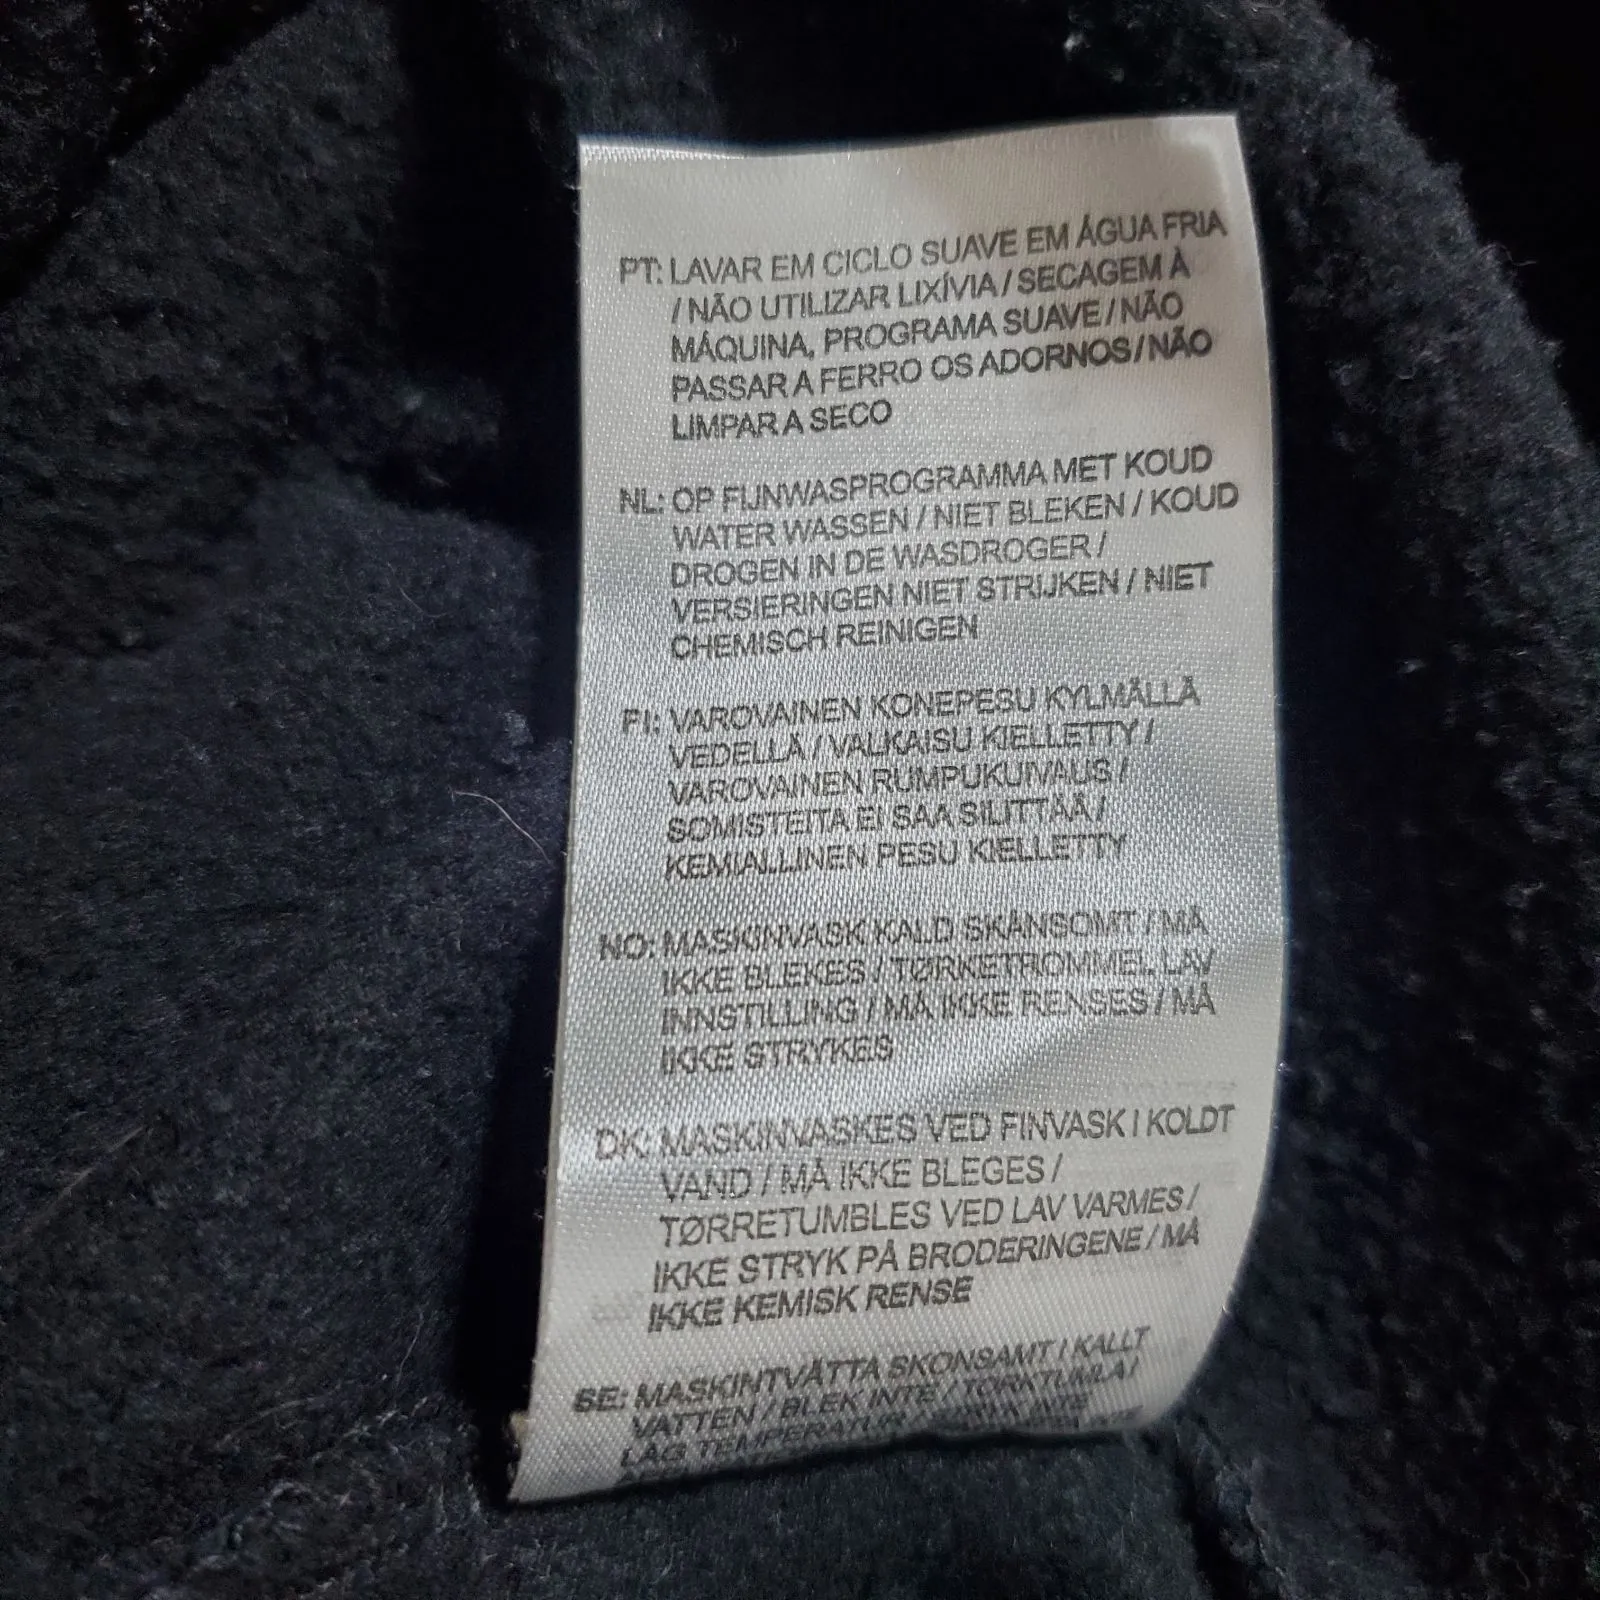 PT: LAVAR EM CICLO SUAVE EM ÁGUA FRIA
/ NÃO UTILIZAR LIXÍVIA / SECAGEM À
MÁQUINA, PROGRAMA SUAVE / NÃO
PASSAR A FERRO OS ADORNOS / NÃO
LIMPAR A SECO
NL: OP FIJNWASPROGRAMMA MET KOUD
WATER WASSEN / NIET BLEKEN / KOUD
DROGEN IN DE WASDROGER /
VERSIERINGEN NIET STRIJKEN / NIET
CHEMISCH REINIGEN
FI: VAROVAINEN KONEPESU KYLMÄLLÄ
VEDELLÄ / VALKAISU KIELLETTY /
VAROVAINEN RUMPUKUIVAUS /
SOMISTEITA EI SAA SILITTÄÄ /
KEMIALLINEN PESU KIELLETTY
NO: MASKINVASK KALD SKÅNSOMT / MÅ
IKKE BLEKES / TØRKETROMMEL LAV
INNSTILLING / MÅ IKKE RENSES / MÅ
IKKE STRYKES
DK: MASKINVASKES VED FINVASK I KOLDT
VAND / MÅ IKKE BLEGES /
TØRRETUMBLES VED LAV VARMES /
IKKE STRYK PÅ BRODERINGENE / MÅ
IKKE KEMISK RENSE
SE: MASKINTVÄTTA SKONSAMT I KALLT
VATTEN / BLEK INTE / TORKTUMLA I
LÅG TEMPERATUR / STRYK INTE